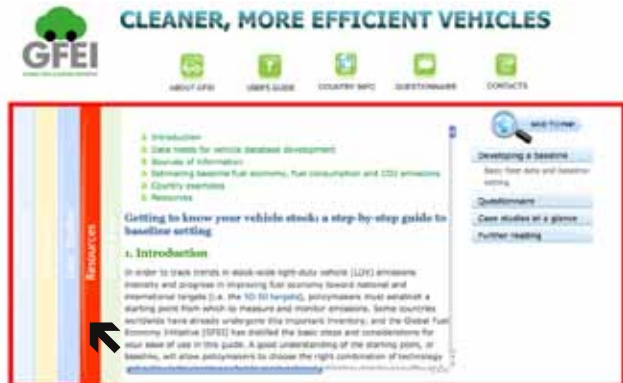 CLEANER, MORE EFFICIENT VEHICLES
GFEI
ABOUT GFEI
USER'S GUIDE
COUNTRY INFO
QUESTIONNAIRE
CONTACTS
Resources
Introduction
Data needs for vehicle database development
Sources of information
Estimating baseline fuel economy, fuel consumption and CO2 emissions
Country examples
Resources
Getting to know your vehicle stock: a step-by-step guide to
baseline setting
1. Introduction
In order to track trends in stock-wide light-duty vehicle (LDV) emissions
intensity and progress in improving fuel economy toward national and
international targets (i.e. the 50:50 targets), policymakers must establish a
starting point from which to measure and monitor emissions. Some countries
worldwide have already undergone this important inventory, and the Global Fuel
Economy Initiative (GFEI) has distilled the basic steps and considerations for
your ease of use in this guide. A good understanding of the starting point, or
baseline, will allow policymakers to choose the right combination of technology
Developing a baseline
Basic fleet data and baseline
setting
Questionnaire
Case studies at a glance
Further reading